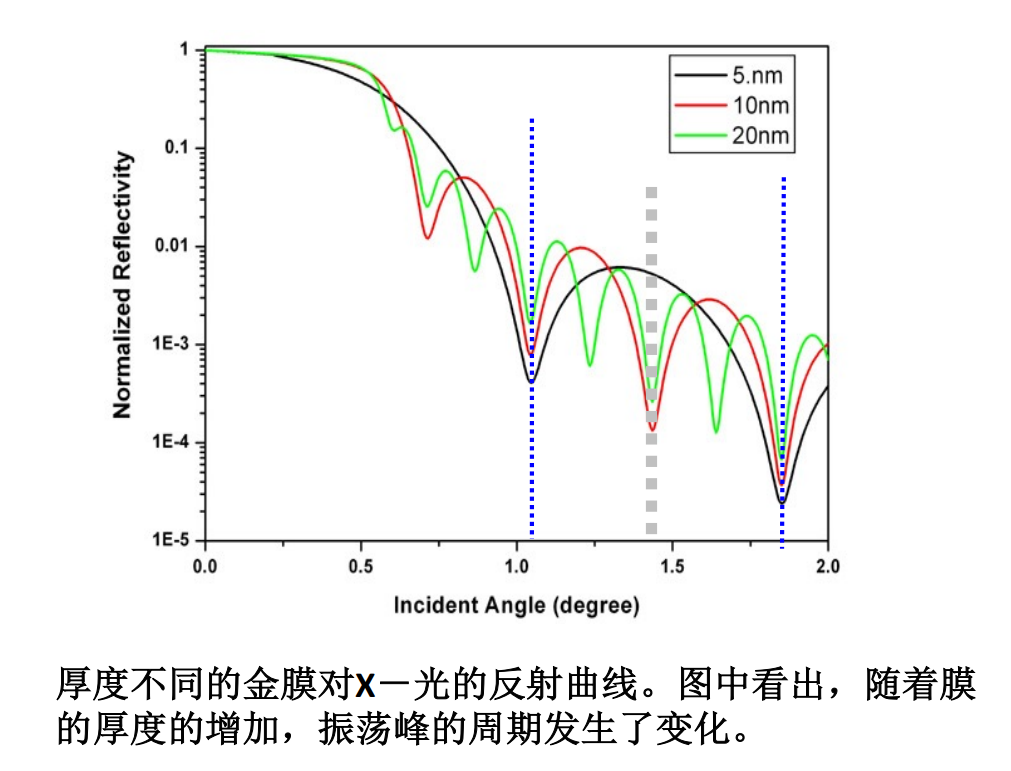 1
0.1
0.01
1E-3
1E-4
1E-5
Normalized Reflectivity
5.nm
10nm
20nm
0.0 0.5 1.0 1.5 2.0
Incident Angle (degree)
厚度不同的金膜对X－光的反射曲线。图中看出，随着膜
的厚度的增加，振荡峰的周期发生了变化。